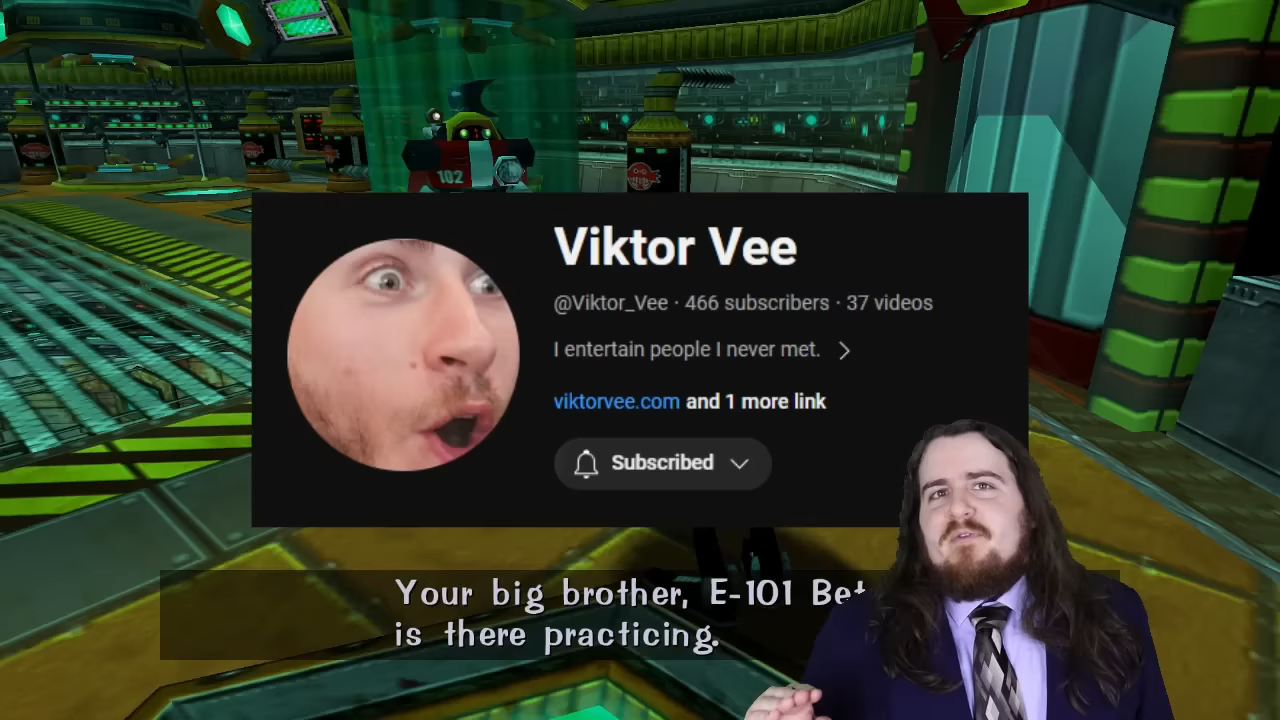 102
Viktor Vee
@Viktor_Vee · 466 subscribers · 37 videos
I entertain people I never met.
viktorvee.com and 1 more link
Subscribed
Your big brother, E-101 Bet
is there practicing.